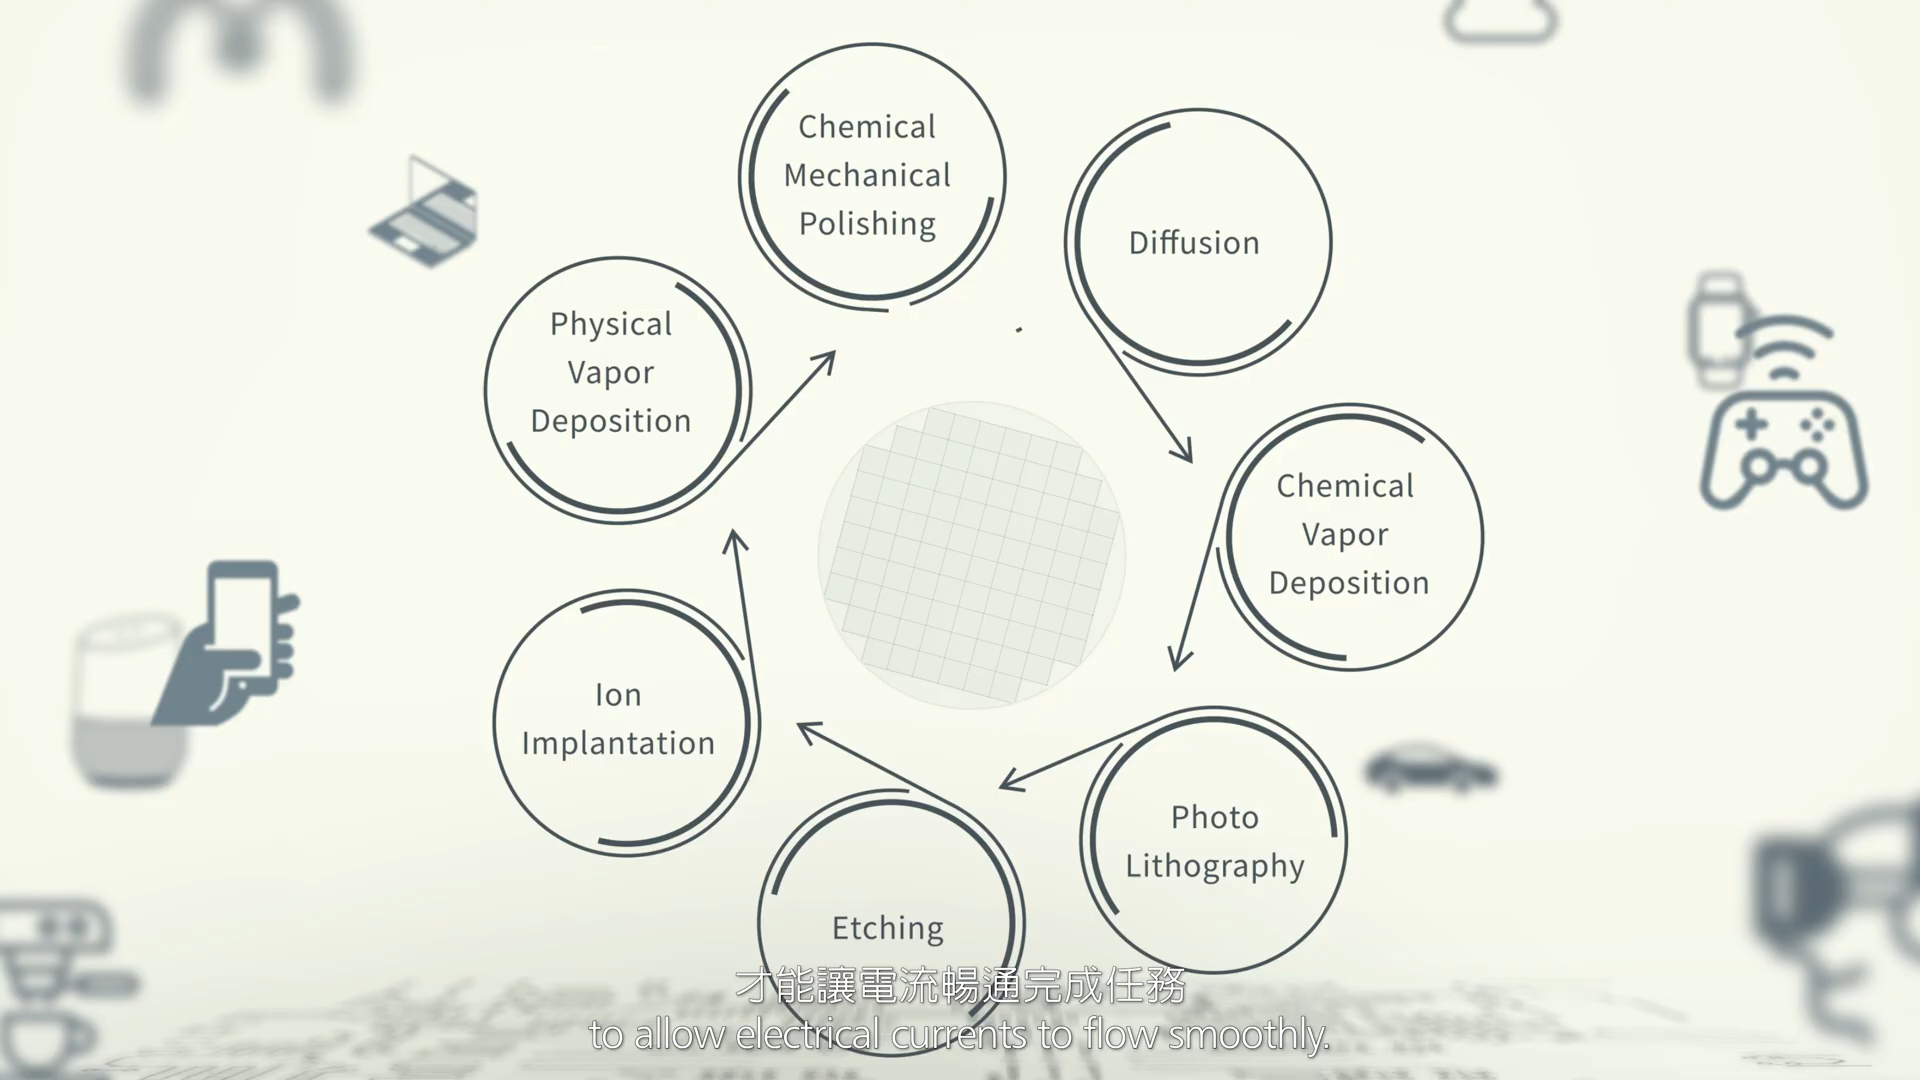 Chemical
Mechanical
Polishing
Diffusion
Physical
Vapor
Deposition
Chemical
Vapor
Deposition
Ion
Implantation
Photo
Lithography
Etching
才能讓電流暢通完成任務
to allow electrical currents to flow smoothly.